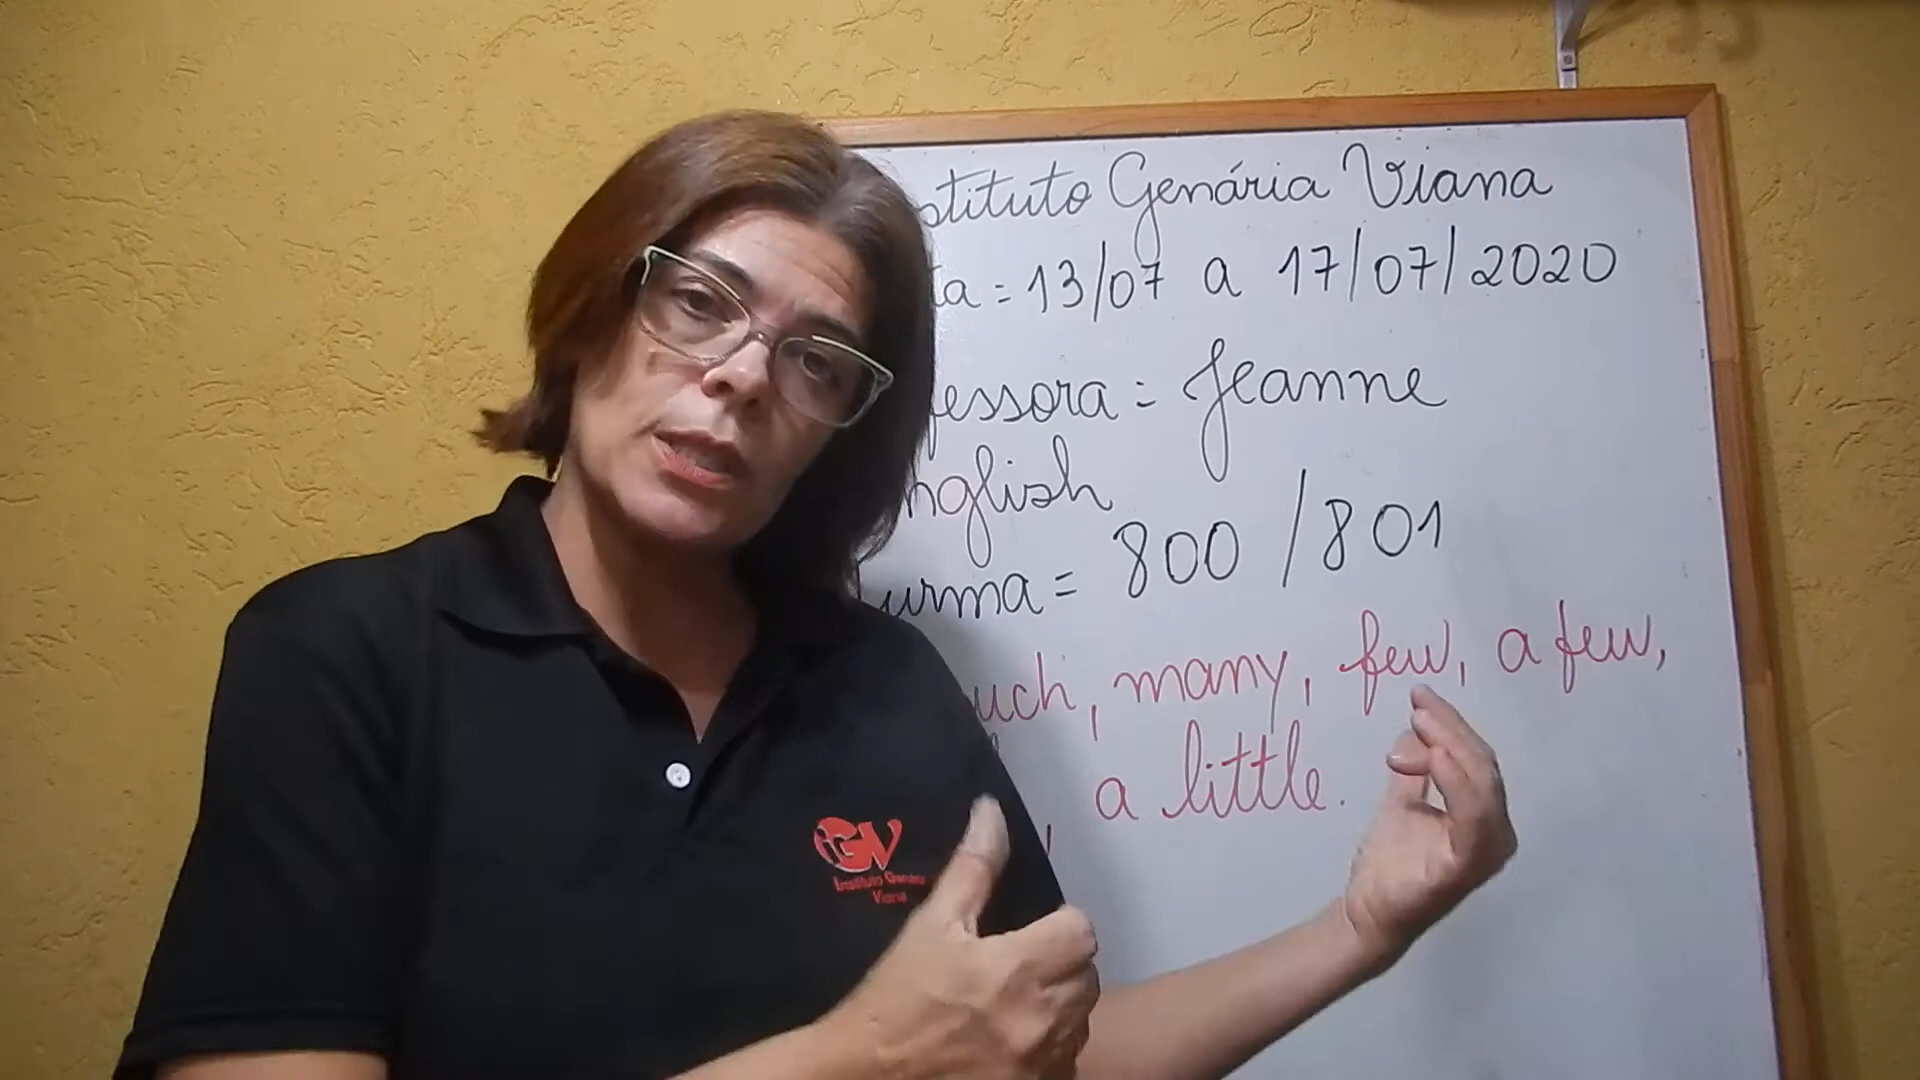 stituto Genária Viana
ta = 13/07 a 17/07/2020
fessora = Jeanne
nglish
urma = 800 / 801
uch, many, few, a few,
a little.
iGV
Instituto Genária
Viana